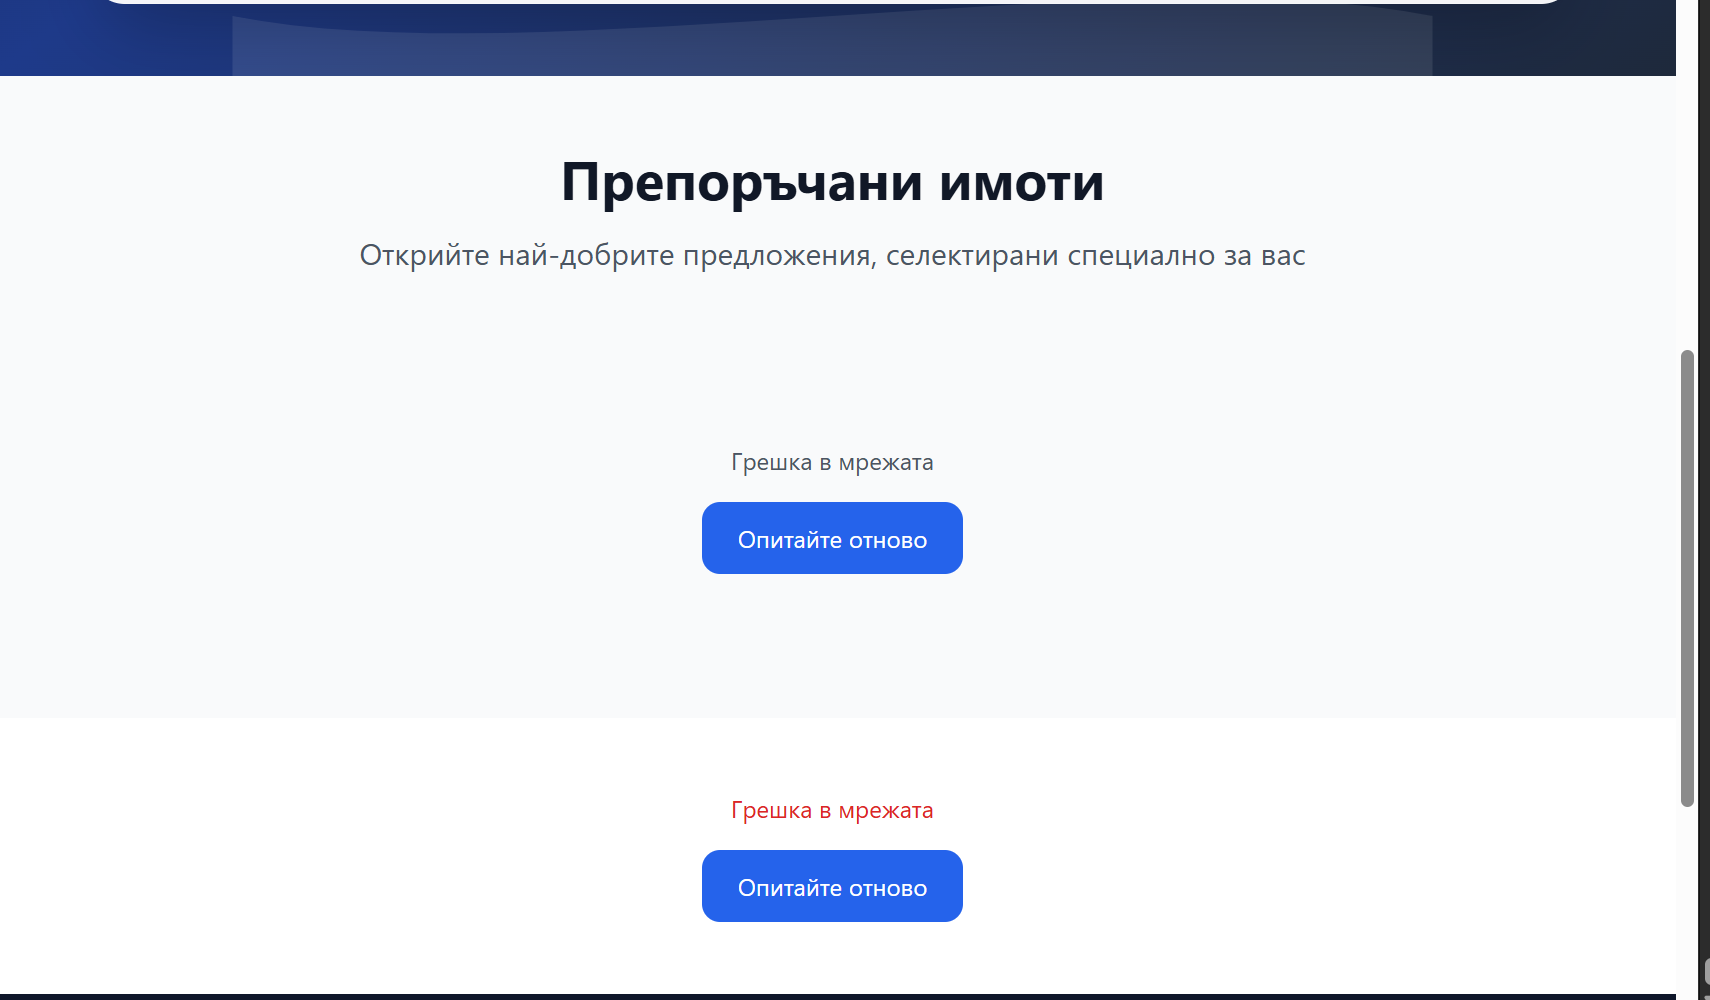 Препоръчани имоти
Открийте най-добрите предложения, селектирани специално за вас
Грешка в мрежата
Опитайте отново
Грешка в мрежата
Опитайте отново